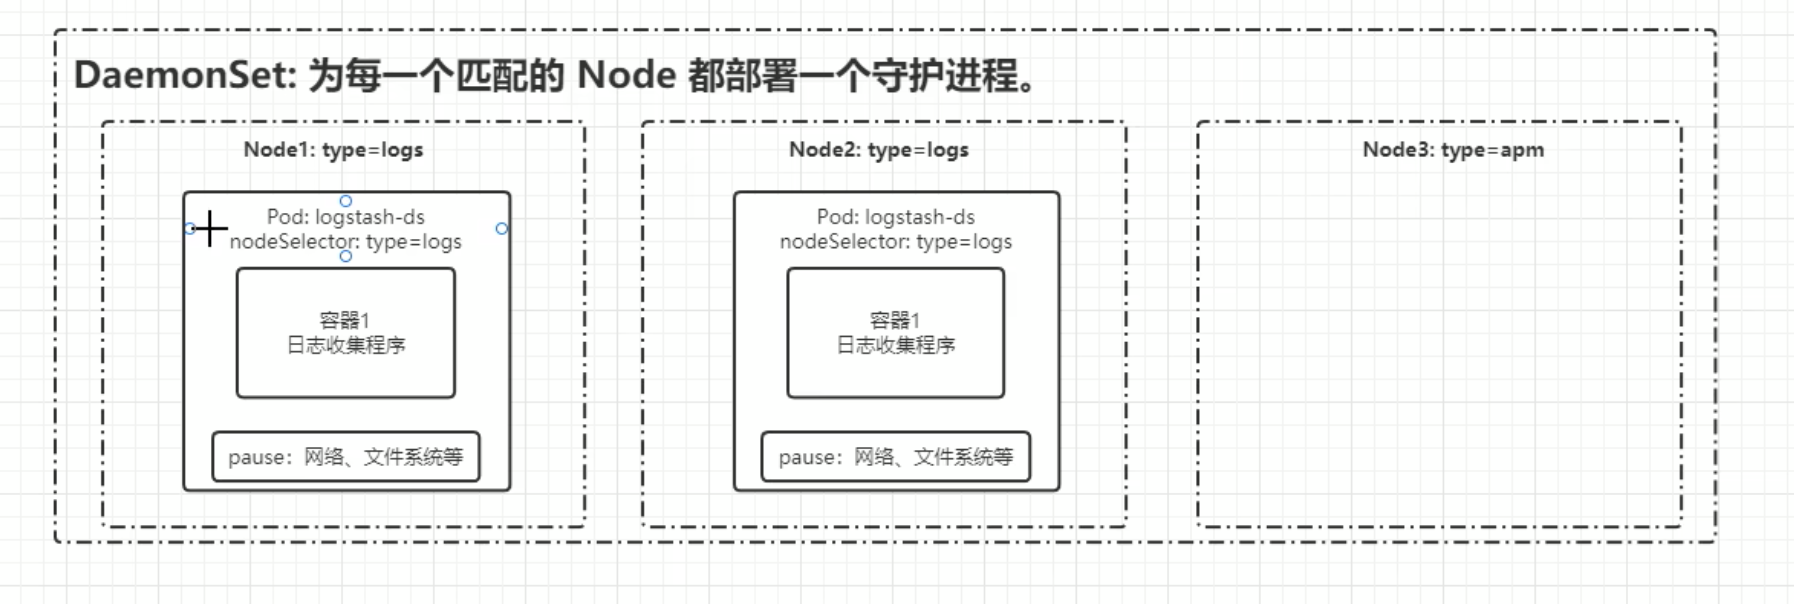 DaemonSet: 为每一个匹配的 Node 都部署一个守护进程。
Node1: type=logs
Pod: logstash-ds
nodeSelector: type=logs
容器1
日志收集程序
pause：网络、文件系统等
Node2: type=logs
Pod: logstash-ds
nodeSelector: type=logs
容器1
日志收集程序
pause：网络、文件系统等
Node3: type=apm